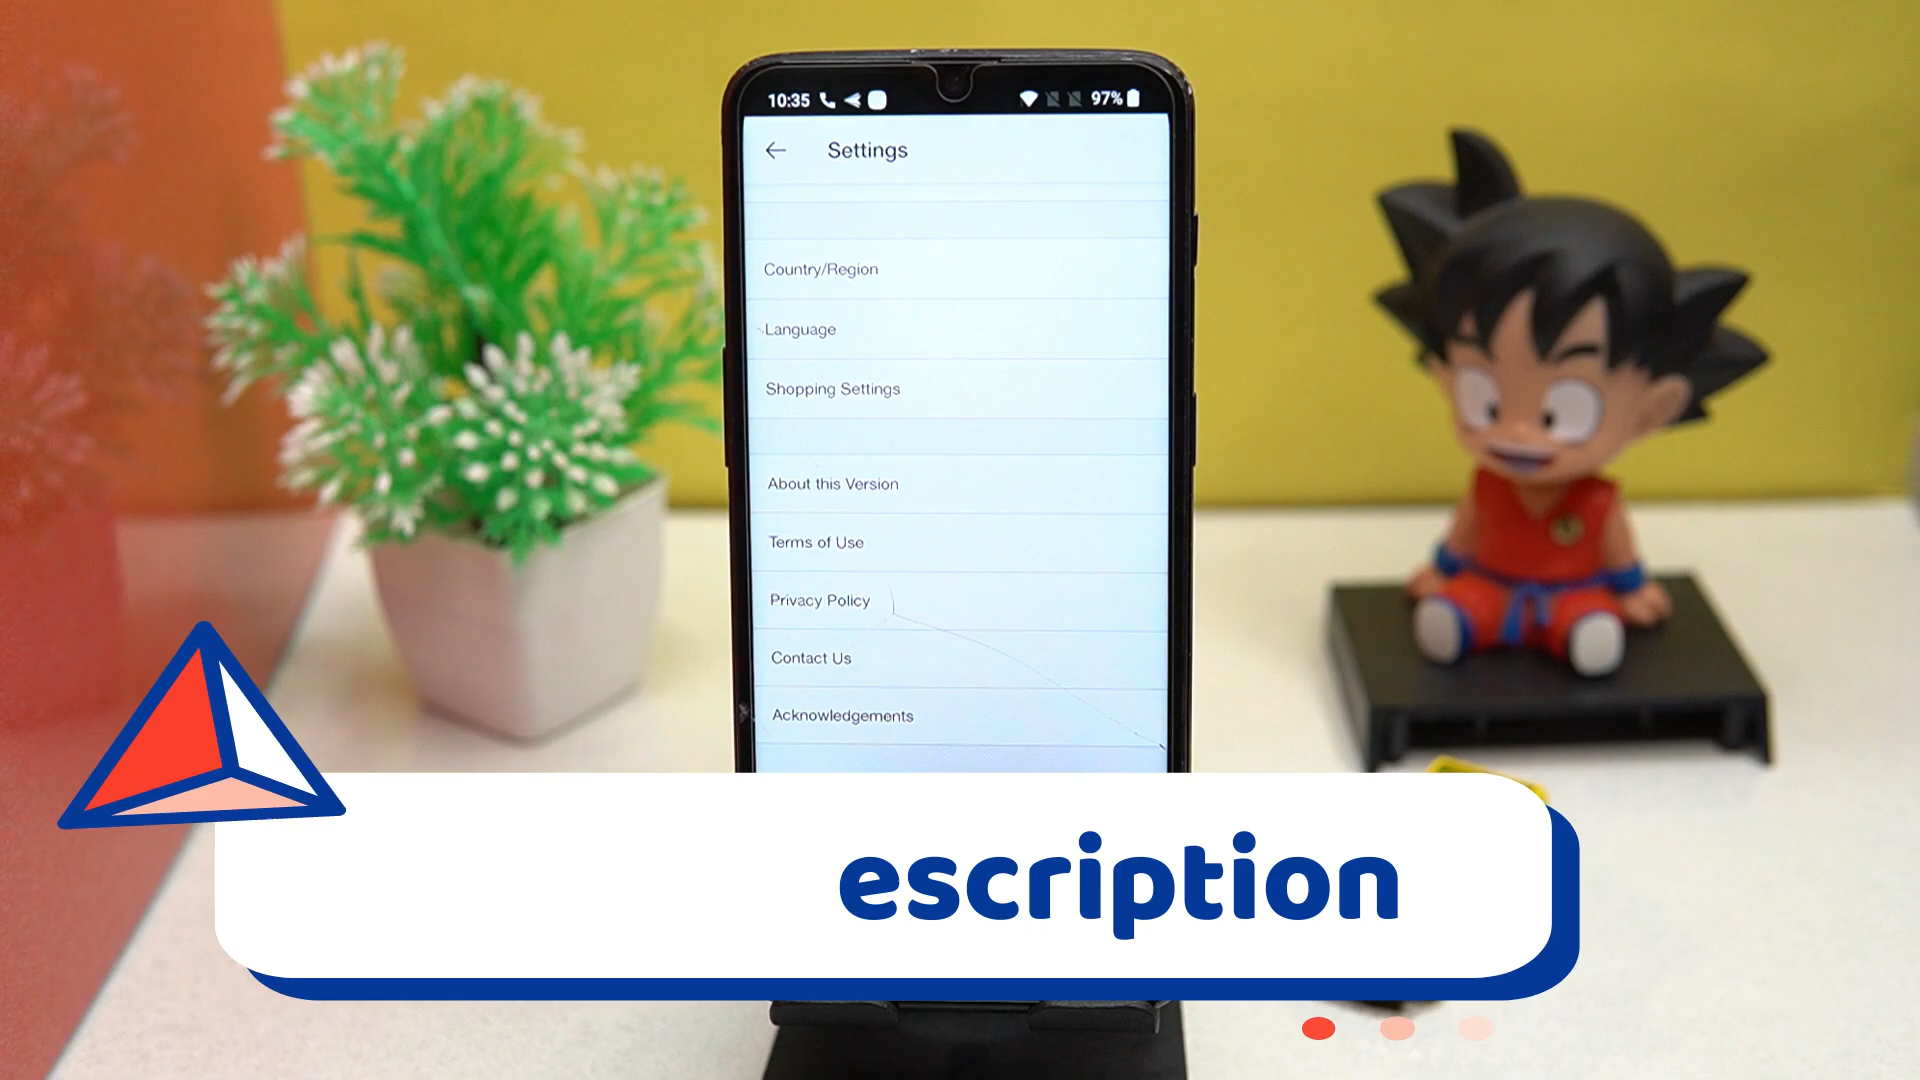 10:35 97%
Settings
Country/Region
Language
Shopping Settings
About this Version
Terms of Use
Privacy Policy
Contact Us
Acknowledgements
escription